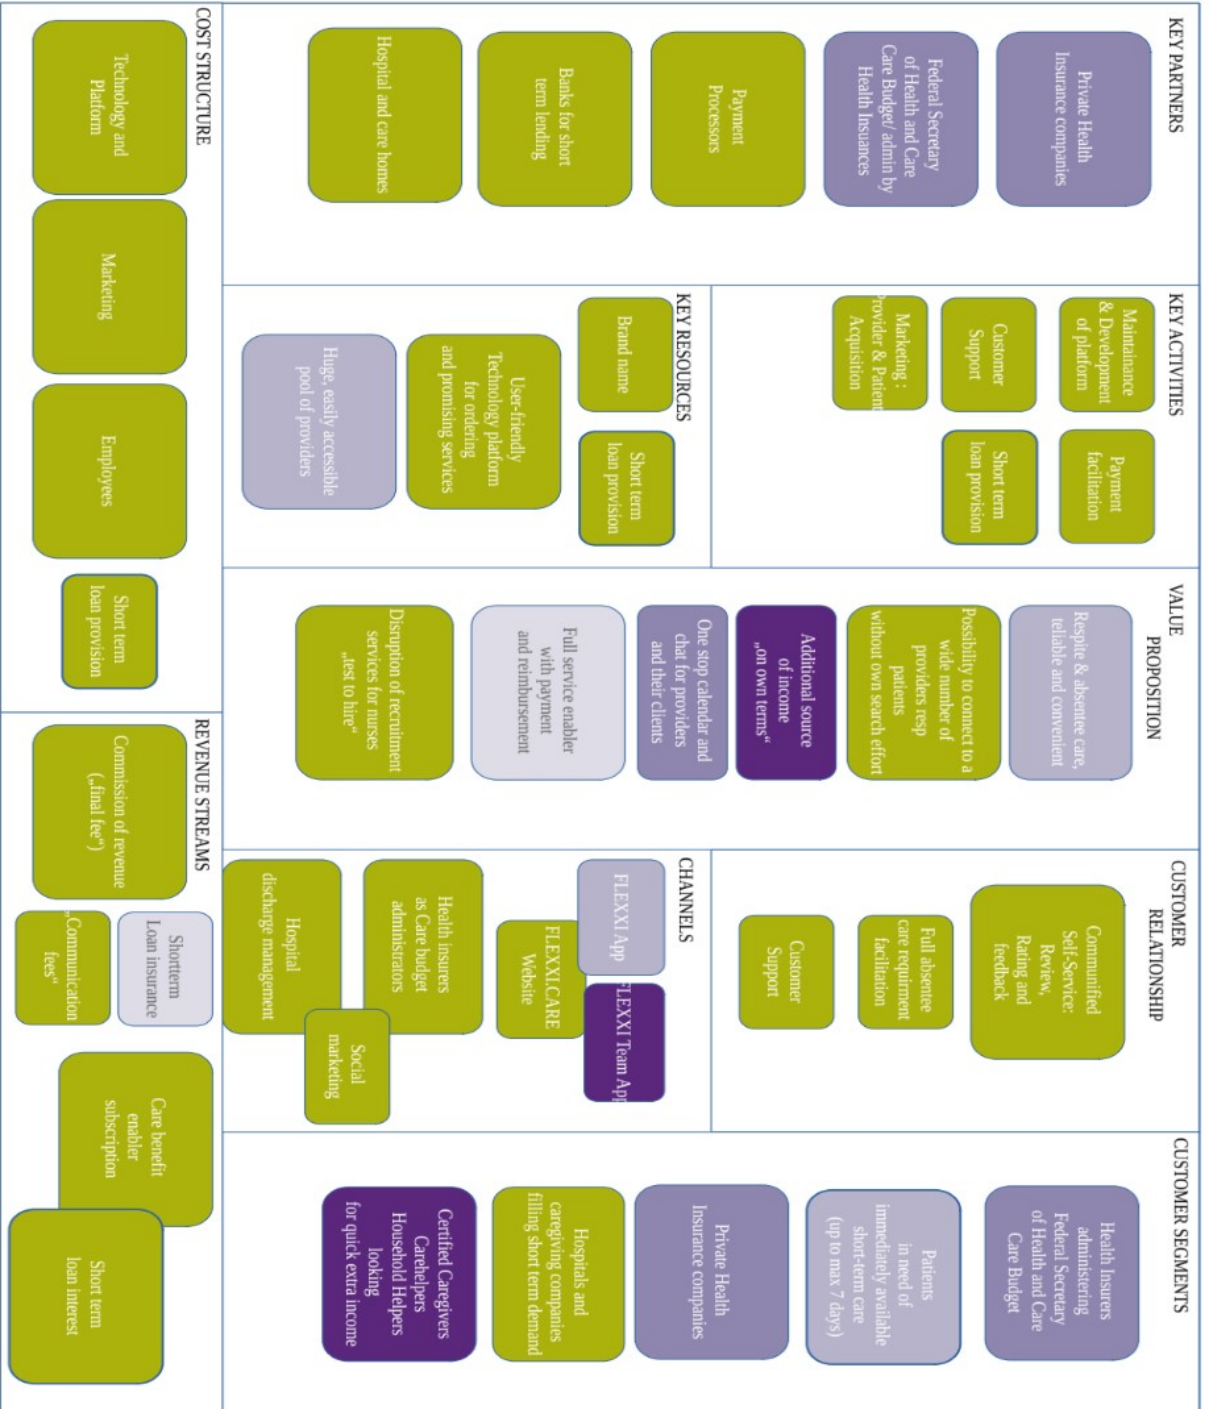 KEY PARTNERS
Private Health
Insurance companies
Federal Secretary
of Health and Care
Care Budget/ admin by
Health Insuances
Payment
Processors
Banks for short
term lending
Hospital and care homes
KEY ACTIVITIES
Maintainance
& Development
of platform
Payment
facilitation
Customer
Support
Short term
loan provision
Marketing :
Provider & Patient
Acquisition
KEY RESOURCES
Brand name
Short term
loan provision
User-friendly
Technology platform
for ordering
and promising services
Huge, easily accessible
pool of providers
VALUE
PROPOSITION
Respite & absentee care,
teliable and convenient
Possibility to connect to a
wide number of
providers resp
patients
without own search effort
Additional source
of income
„on own terms“
One stop calendar and
chat for providers
and their clients
Full service enabler
with payment
and reimbursement
Disruption of recruitment
services for nurses
„test to hire“
CUSTOMER
RELATIONSHIP
Communified
Self-Service:
Review,
Rating and
feedback
Full absented
care requirment
facilitation
Customer
Support
CHANNELS
FLEXXI App
FLEXXI Team App
FLEXXI.CARE
Website
Health insurers
as Care budget
administrators
Hospital
discharge management
Social
marketing
CUSTOMER SEGMENTS
Health Insurers
administering
Federal Secretary
of Health and Care
Care Budget
Patients
in need of
immediately available
short-term care
(up to max 7 days)
Private Health
Insurance companies
Hospitals and
caregiving companies
filling short term demand
Certified Caregivers
Carehelpers
Household Helpers
looking
for quick extra income
COST STRUCTURE
Technology and
Platform
Marketing
Employees
Short term
loan provision
REVENUE STREAMS
Commission of revenue
(„final fee“)
Shortterm
Loan insurance
„Communication
fees“
Care benefit
enabler
subscription
Short term
loan interest